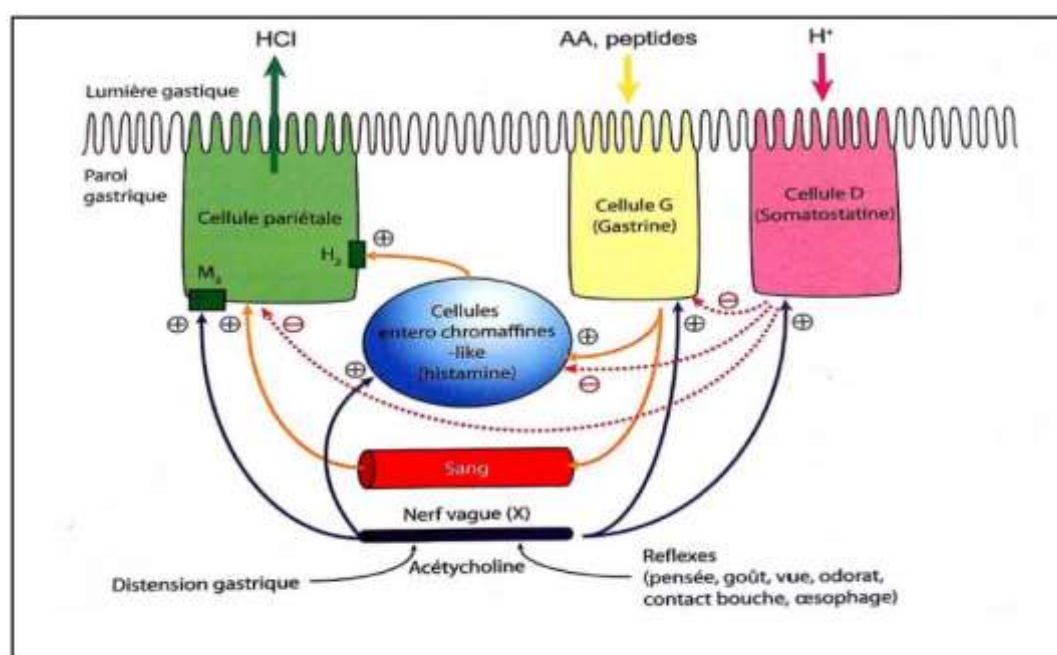 HCl
AA, peptides
H⁺
Lumière gastique
Paroi
gastrique
Cellule pariétale
Cellule G
(Gastrine)
Cellule D
(Somatostatine)
H₂
⊕
M₃
⊕
⊕
⊖
Cellules
entero chromaffines
-like
(histamine)
⊕
⊕
⊖
⊖
⊕
⊕
Sang
Nerf vague (X)
Acétycholine
Distension gastrique
Reflexes
(pensée, goût, vue, odorat,
contact bouche, œsophage)